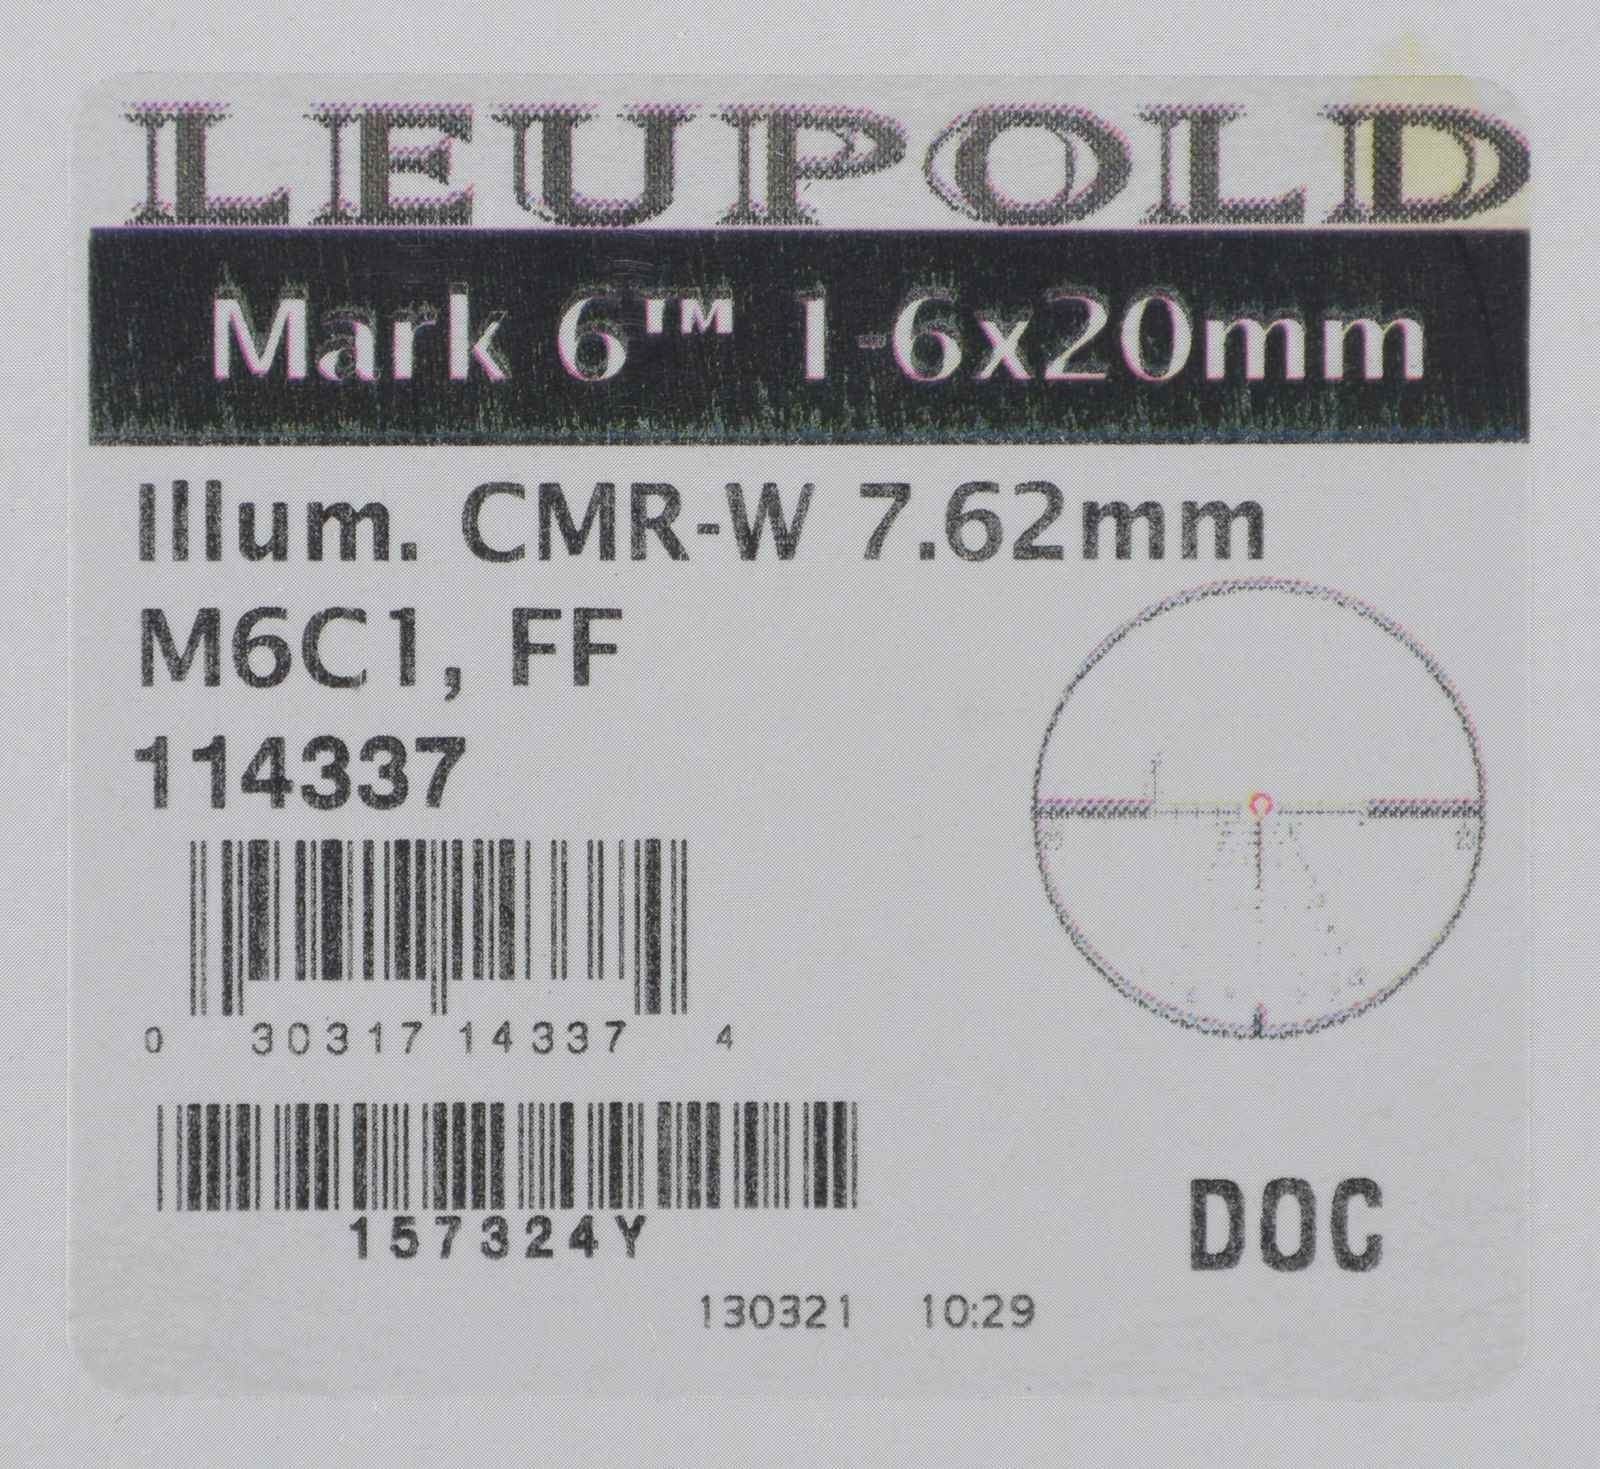 LEUPOLD
Mark 6™ 1-6x20mm
Illum. CMR-W 7.62mm
M6C1, FF
114337
0 30317 14337 4
157324Y
DOC
130321 10:29